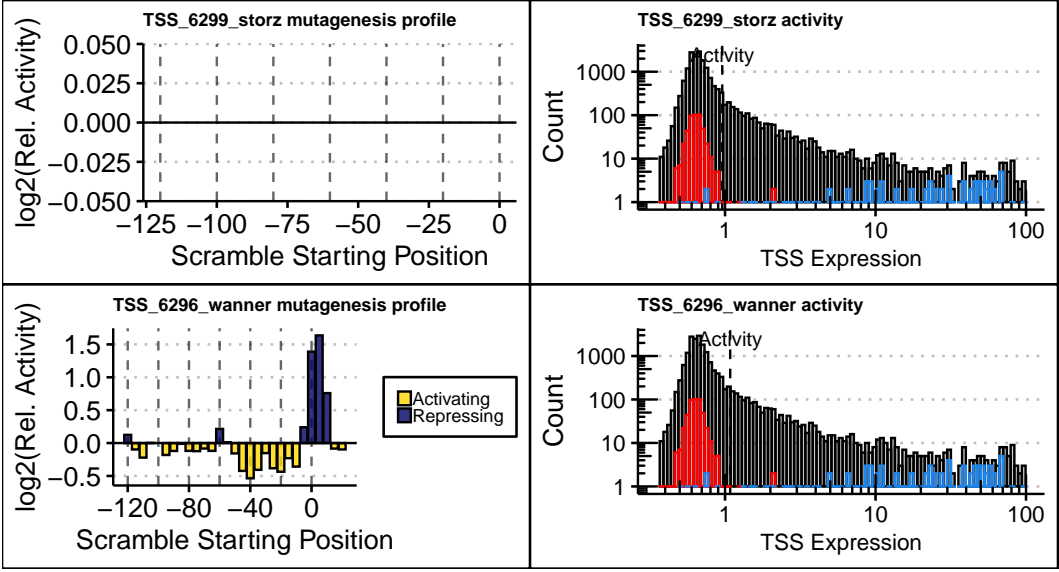 TSS_6299_storz mutagenesis profile
log2(Rel. Activity)
0.050
0.025
0.000
−0.025
−0.050
−125 −100 −75 −50 −25 0
Scramble Starting Position
TSS_6299_storz activity
Activity
Count
1000
100
10
1
1 10 100
TSS Expression
TSS_6296_wanner mutagenesis profile
log2(Rel. Activity)
1.5
1.0
0.5
0.0
−0.5
−120 −80 −40 0
Scramble Starting Position
Activating
Repressing
TSS_6296_wanner activity
Activity
Count
1000
100
10
1
1 10 100
TSS Expression